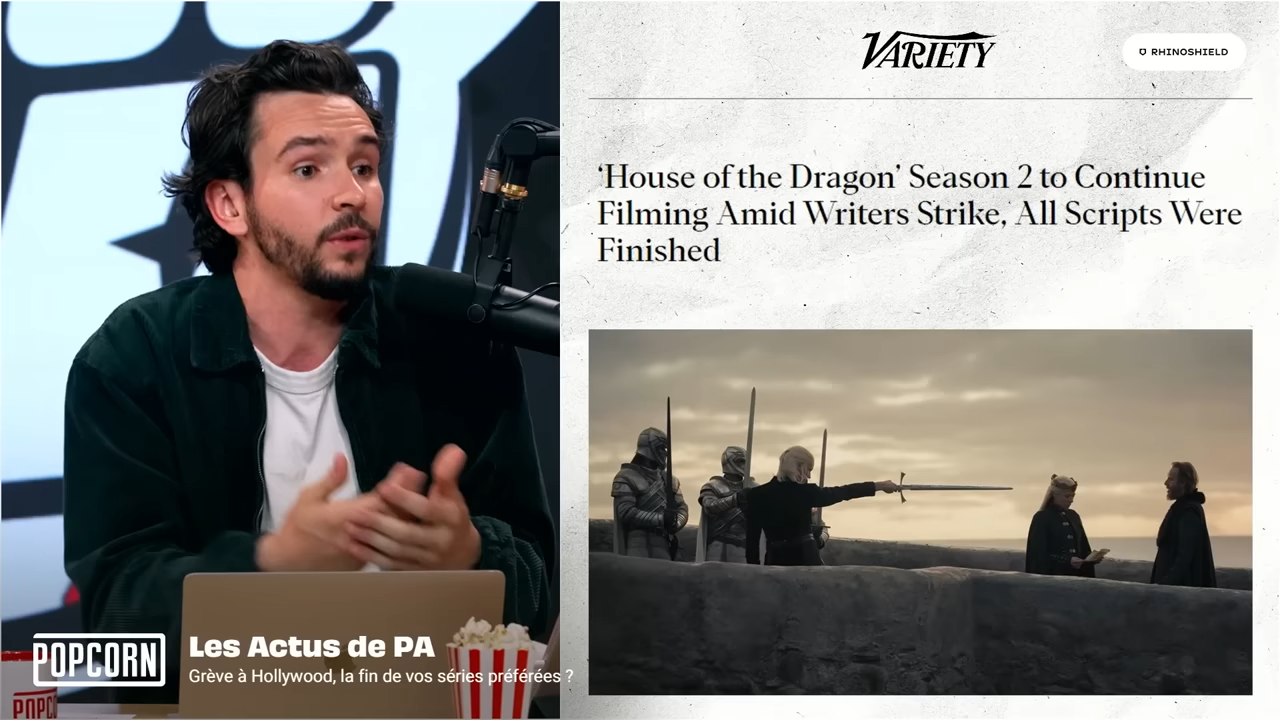 VARIETY
RHINOSHIELD
‘House of the Dragon’ Season 2 to Continue
Filming Amid Writers Strike, All Scripts Were
Finished
POPCORN
Les Actus de PA
Grève à Hollywood, la fin de vos séries préférées ?
POPCO